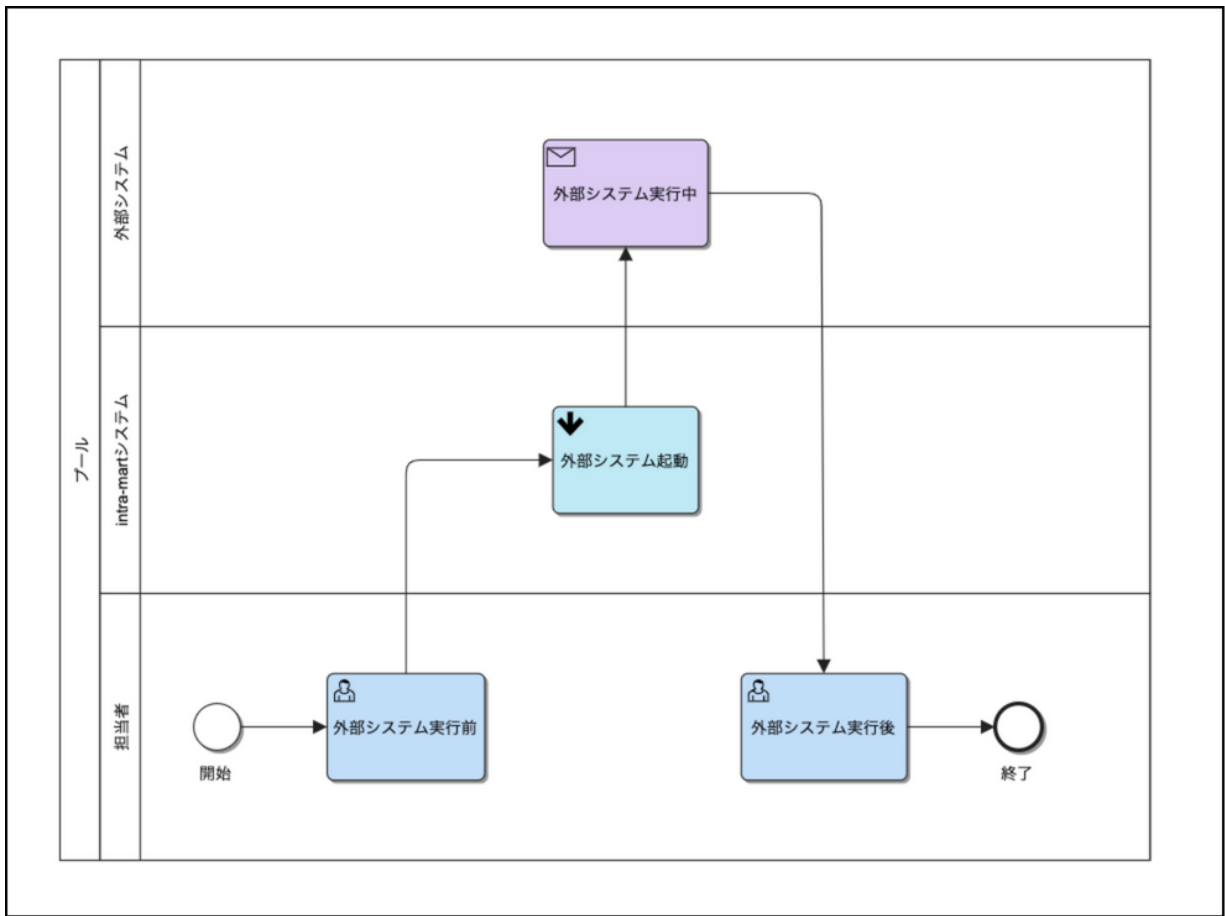 プール
外部システム
外部システム実行中
intra-martシステム
外部システム起動
担当者
開始
外部システム実行前
外部システム実行後
終了